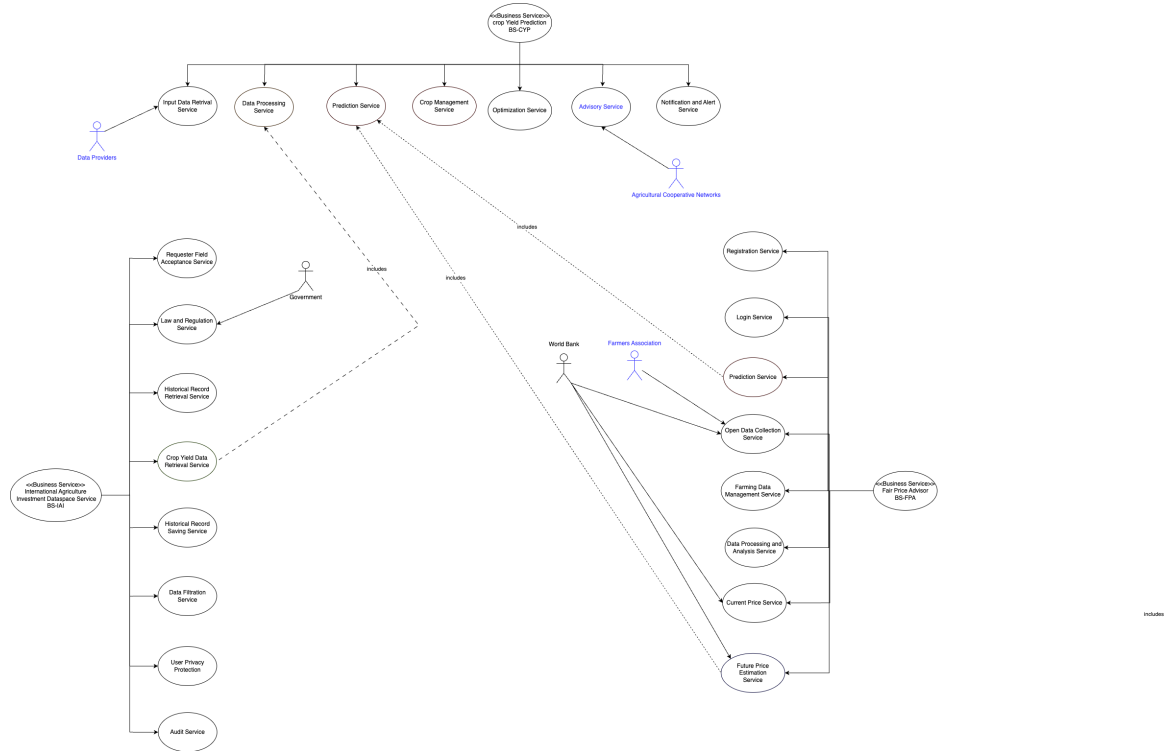 <<Business Service>>
crop Yield Prediction
BS-CYP
Input Data Retrival
Service
Data Processing
Service
Prediction Service
Crop Management
Service
Optimization Service
Advisory Service
Notification and Alert
Service
Data Providers
Agricultural Cooperative Networks
includes
includes
includes
Requester Field
Acceptance Service
Government
Law and Regulation
Service
Historical Record
Retrieval Service
Crop Yield Data
Retrieval Service
<<Business Service>>
International Agriculture
Investment Dataspace Service
BS-IAI
Historical Record
Saving Service
Data Filtration
Service
User Privacy
Protection
Audit Service
World Bank
Farmers Association
Registration Service
Login Service
Prediction Service
Open Data Collection
Service
Farming Data
Management Service
<<Business Service>>
Fair Price Advisor
BS-FPA
Data Processing and
Analysis Service
Current Price Service
Future Price
Estimation
Service
includes